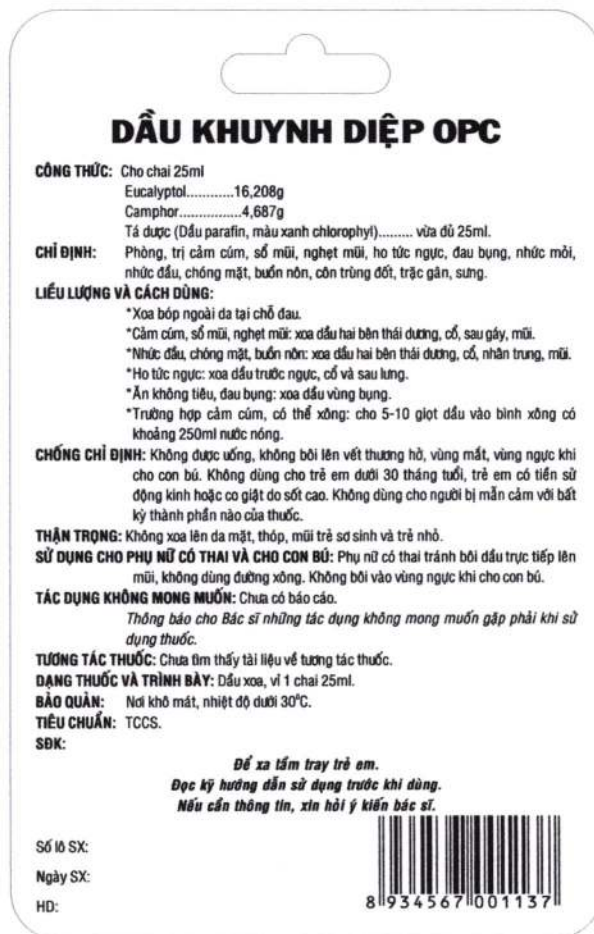 DẦU KHUYNH DIỆP OPC
CÔNG THỨC: Cho chai 25ml
Eucalyptol............16,208g
Camphor.................4,687g
Tá dược (Dầu parafin, màu xanh chlorophyl)......... vừa đủ 25ml.
CHỈ ĐỊNH: Phòng, trị cảm cúm, sổ mũi, nghẹt mũi, ho tức ngực, đau bụng, nhức mỏi,
nhức đầu, chóng mặt, buồn nôn, côn trùng đốt, trặc gân, sưng.
LIỀU LƯỢNG VÀ CÁCH DÙNG:
*Xoa bóp ngoài da tại chỗ đau.
*Cảm cúm, sổ mũi, nghẹt mũi: xoa dầu hai bên thái dương, cổ, sau gáy, mũi.
*Nhức đầu, chóng mặt, buồn nôn: xoa dầu hai bên thái dương, cổ, nhân trung, mũi.
*Ho tức ngực: xoa dầu trước ngực, cổ và sau lưng.
*Ăn không tiêu, đau bụng: xoa dầu vùng bụng.
*Trường hợp cảm cúm, có thể xông: cho 5-10 giọt dầu vào bình xông có
khoảng 250ml nước nóng.
CHỐNG CHỈ ĐỊNH: Không được uống, không bôi lên vết thương hở, vùng mắt, vùng ngực khi
cho con bú. Không dùng cho trẻ em dưới 30 tháng tuổi, trẻ em có tiền sử
động kinh hoặc co giật do sốt cao. Không dùng cho người bị mẫn cảm với bất
kỳ thành phần nào của thuốc.
THẬN TRỌNG: Không xoa lên da mặt, thóp, mũi trẻ sơ sinh và trẻ nhỏ.
SỬ DỤNG CHO PHỤ NỮ CÓ THAI VÀ CHO CON BÚ: Phụ nữ có thai tránh bôi dầu trực tiếp lên
mũi, không dùng đường xông. Không bôi vào vùng ngực khi cho con bú.
TÁC DỤNG KHÔNG MONG MUỐN: Chưa có báo cáo.
Thông báo cho Bác sĩ những tác dụng không mong muốn gặp phải khi sử
dụng thuốc.
TƯƠNG TÁC THUỐC: Chưa tìm thấy tài liệu về tương tác thuốc.
DẠNG THUỐC VÀ TRÌNH BÀY: Dầu xoa, vỉ 1 chai 25ml.
BẢO QUẢN: Nơi khô mát, nhiệt độ dưới 30°C.
TIÊU CHUẨN: TCCS.
SĐK:
Để xa tầm tay trẻ em.
Đọc kỹ hướng dẫn sử dụng trước khi dùng.
Nếu cần thông tin, xin hỏi ý kiến bác sĩ.
Số lô SX:
Ngày SX:
HD:
8 934567 001137